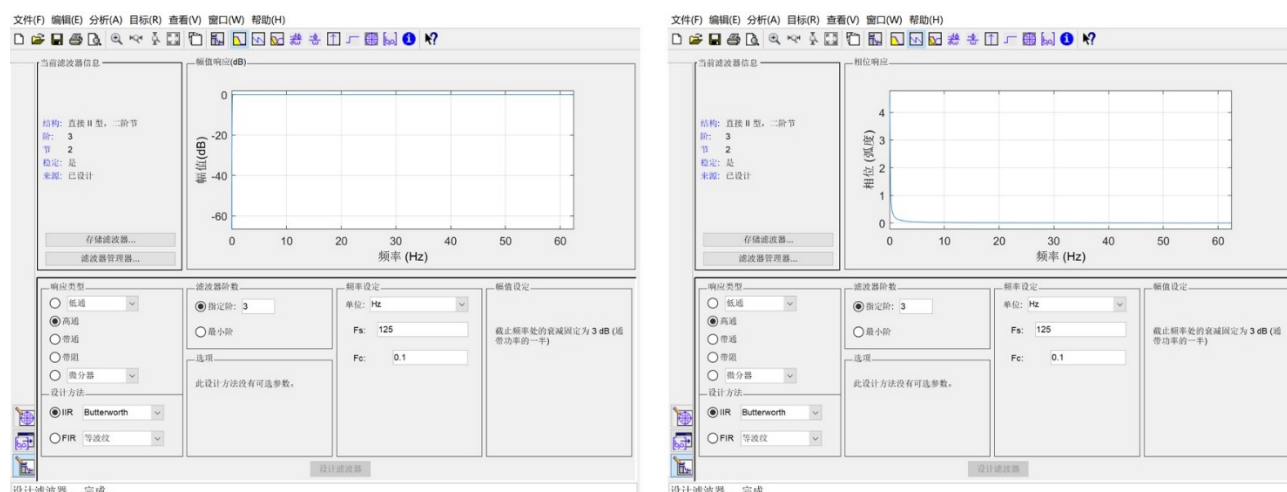 文件(F) 编辑(E) 分析(A) 目标(R) 查看(V) 窗口(W) 帮助(H)
当前滤波器信息
结构: 直接 II 型, 二阶节
阶: 3
节 2
稳定: 是
来源: 已设计
存储滤波器...
滤波器管理器...
幅值响应(dB)
幅值(dB)
0
-20
-40
-60
0 10 20 30 40 50 60
频率 (Hz)
响应类型
低通
高通
带通
带阻
微分器
设计方法
IIR Butterworth
FIR 等波纹
滤波器阶数
指定阶: 3
最小阶
选项
此设计方法没有可选参数。
频率设定
单位: Hz
Fs: 125
Fc: 0.1
幅值设定
截止频率处的衰减固定为 3 dB (通
带功率的一半)
设计滤波器
设计滤波器... 完成
文件(F) 编辑(E) 分析(A) 目标(R) 查看(V) 窗口(W) 帮助(H)
当前滤波器信息
结构: 直接 II 型, 二阶节
阶: 3
节 2
稳定: 是
来源: 已设计
存储滤波器...
滤波器管理器...
相位响应
相位 (弧度)
4
3
2
1
0
0 10 20 30 40 50 60
频率 (Hz)
响应类型
低通
高通
带通
带阻
微分器
设计方法
IIR Butterworth
FIR 等波纹
滤波器阶数
指定阶: 3
最小阶
选项
此设计方法没有可选参数。
频率设定
单位: Hz
Fs: 125
Fc: 0.1
幅值设定
截止频率处的衰减固定为 3 dB (通
带功率的一半)
设计滤波器
设计滤波器... 完成